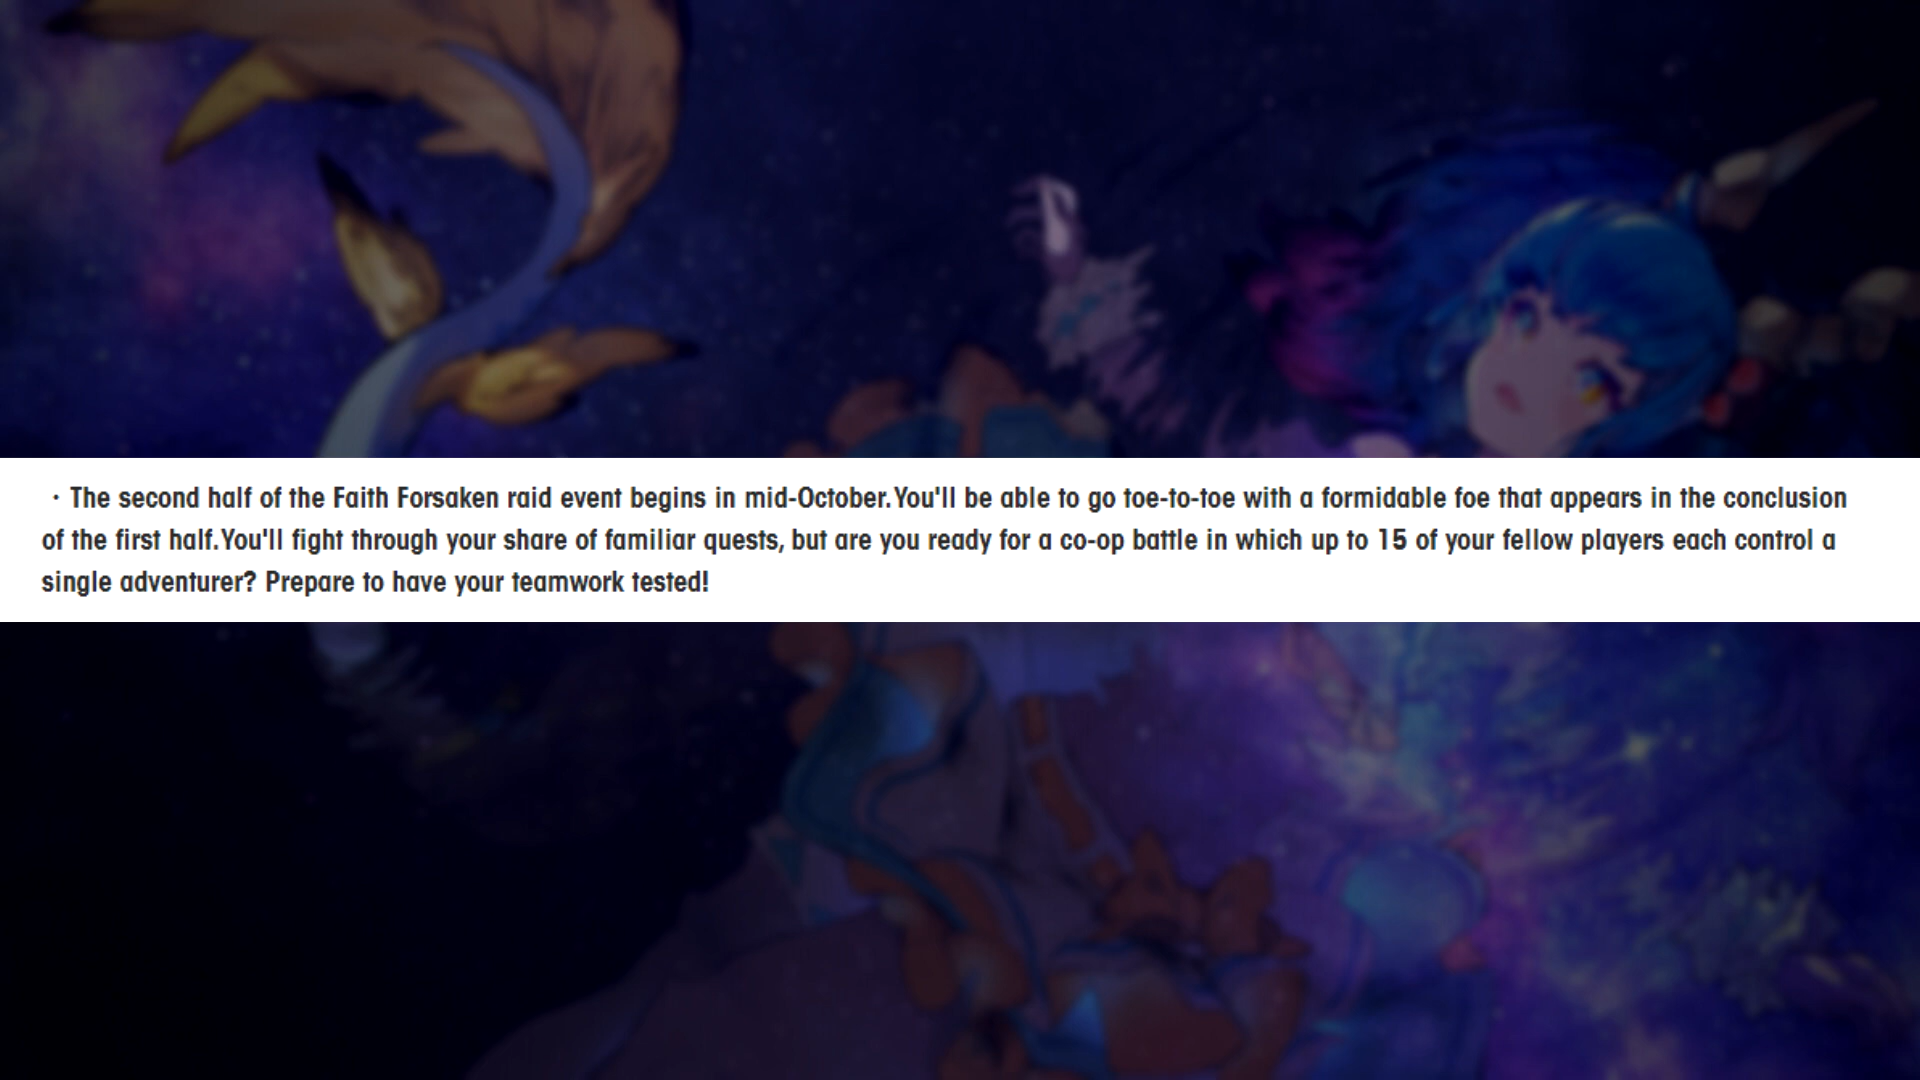 · The second half of the Faith Forsaken raid event begins in mid-October.You'll be able to go toe-to-toe with a formidable foe that appears in the conclusion
of the first half.You'll fight through your share of familiar quests, but are you ready for a co-op battle in which up to 15 of your fellow players each control a
single adventurer? Prepare to have your teamwork tested!